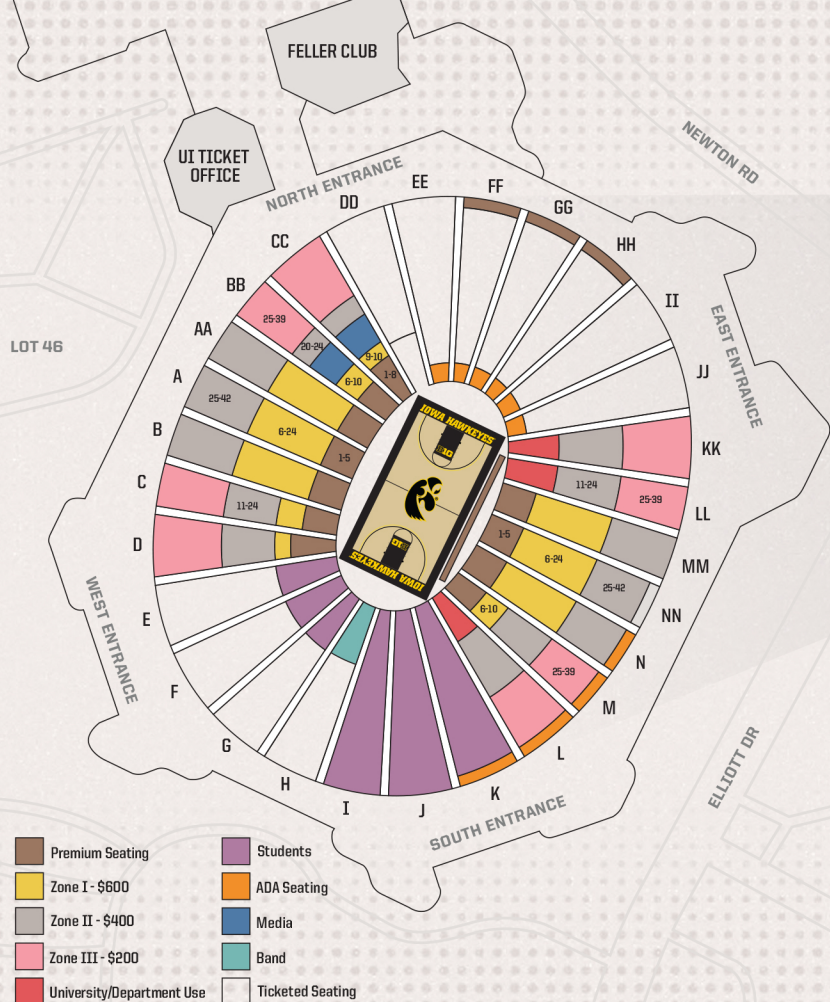 FELLER CLUB
UI TICKET
OFFICE
NEWTON RD
NORTH ENTRANCE
EE
FF
DD
GG
CC
HH
BB
II
AA
25-39
EAST ENTRANCE
LOT 46
20-24
9-10
JJ
A
1-8
6-10
25-42
IOWA HAWKEYES
B
6-24
B1G
KK
1-5
C
11-24
11-24
25-39
LL
1-5
D
B1G
6-24
MM
IOWA HAWKEYES
25-42
WEST ENTRANCE
6-10
NN
E
N
25-39
F
M
G
L
ELLIOTT DR
H
K
I
J
SOUTH ENTRANCE
Premium Seating
Students
Zone I - $600
ADA Seating
Zone II - $400
Media
Zone III - $200
Band
University/Department Use
Ticketed Seating